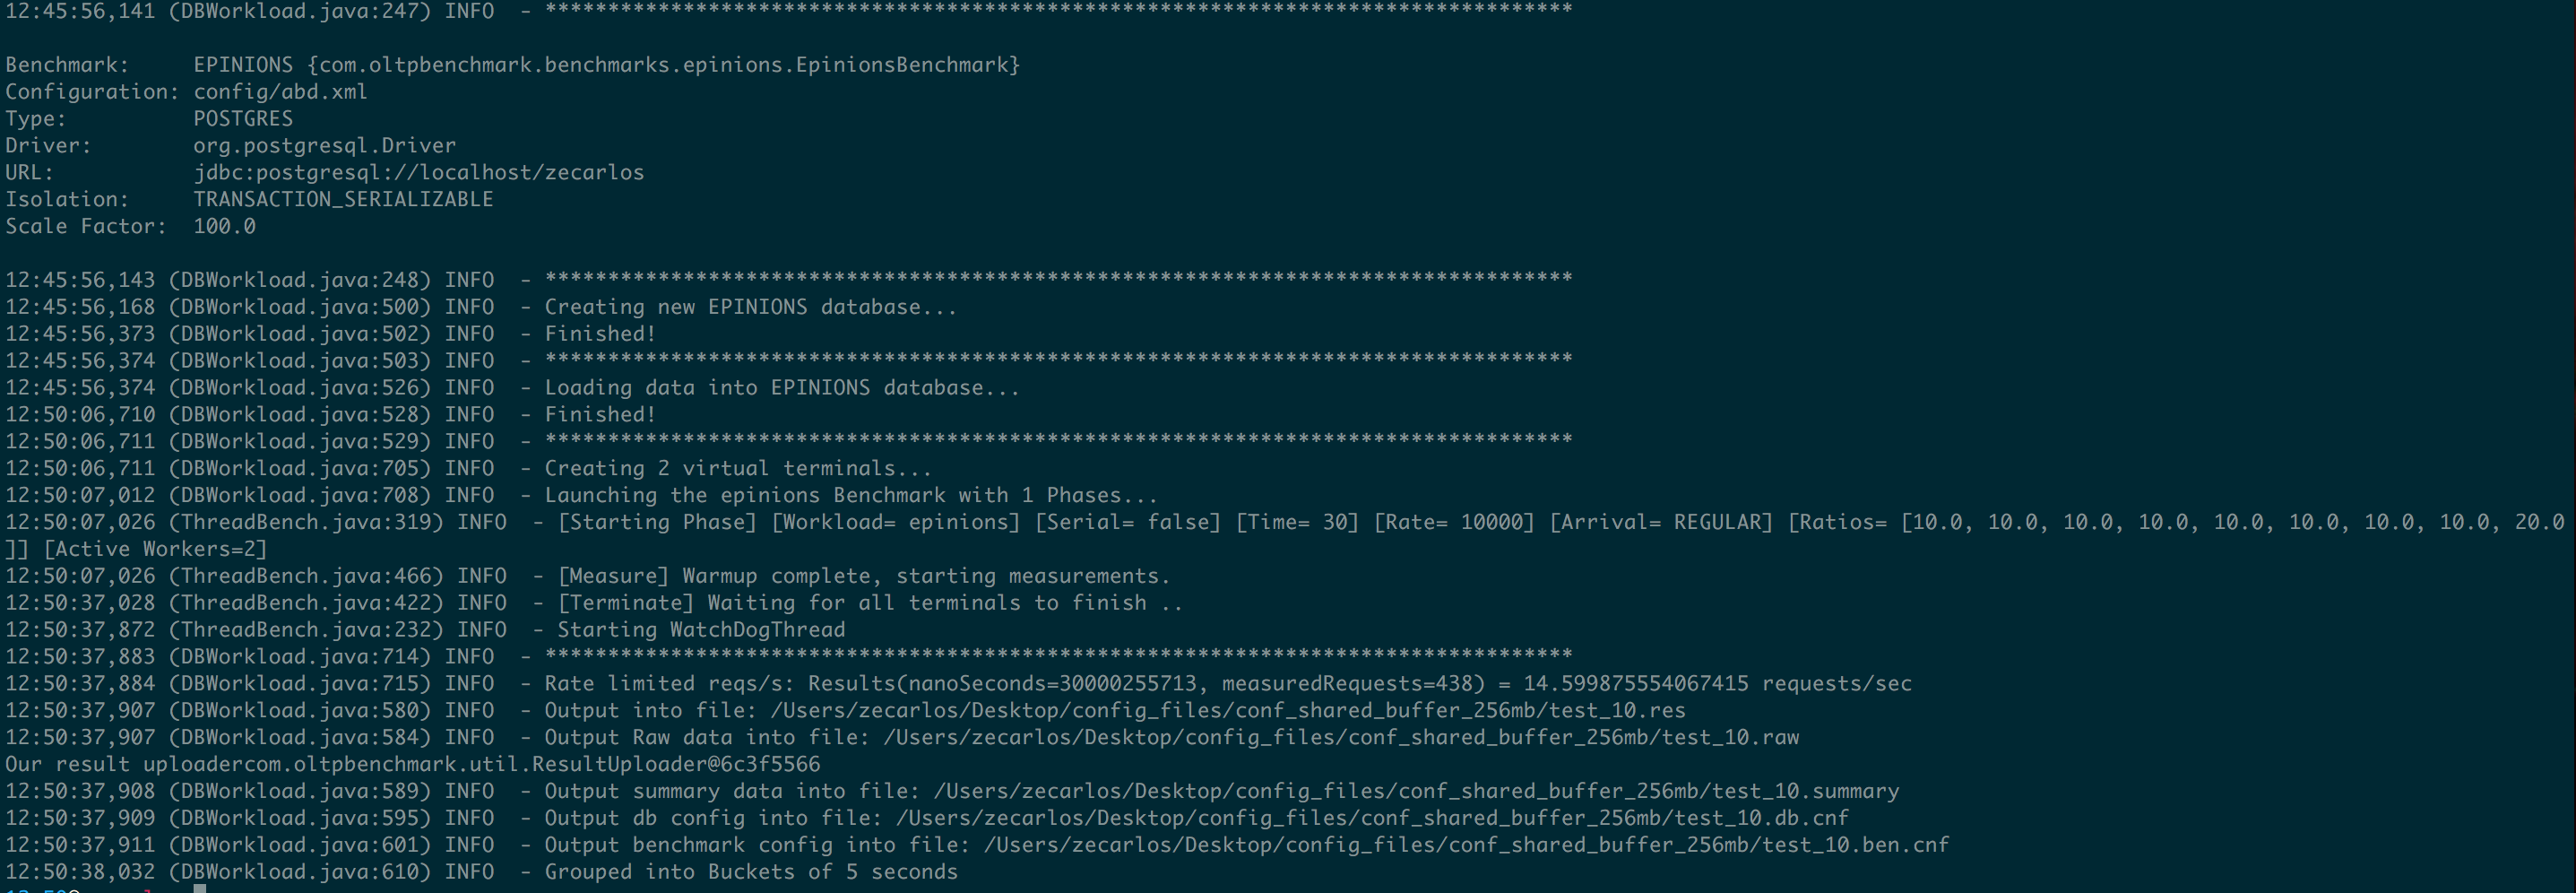 12:45:56,141 (DBWorkload.java:247) INFO  - **********************************************************************************
Benchmark:     EPINIONS {com.oltpbenchmark.benchmarks.epinions.EpinionsBenchmark}
Configuration: config/abd.xml
Type:          POSTGRES
Driver:        org.postgresql.Driver
URL:           jdbc:postgresql://localhost/zecarlos
Isolation:     TRANSACTION_SERIALIZABLE
Scale Factor:  100.0
12:45:56,143 (DBWorkload.java:248) INFO  - **********************************************************************************
12:45:56,168 (DBWorkload.java:500) INFO  - Creating new EPINIONS database...
12:45:56,373 (DBWorkload.java:502) INFO  - Finished!
12:45:56,374 (DBWorkload.java:503) INFO  - **********************************************************************************
12:45:56,374 (DBWorkload.java:526) INFO  - Loading data into EPINIONS database...
12:50:06,710 (DBWorkload.java:528) INFO  - Finished!
12:50:06,711 (DBWorkload.java:529) INFO  - **********************************************************************************
12:50:06,711 (DBWorkload.java:705) INFO  - Creating 2 virtual terminals...
12:50:07,012 (DBWorkload.java:708) INFO  - Launching the epinions Benchmark with 1 Phases...
12:50:07,026 (ThreadBench.java:319) INFO  - [Starting Phase] [Workload= epinions] [Serial= false] [Time= 30] [Rate= 10000] [Arrival= REGULAR] [Ratios= [10.0, 10.0, 10.0, 10.0, 10.0, 10.0, 10.0, 10.0, 20.0
]] [Active Workers=2]
12:50:07,026 (ThreadBench.java:466) INFO  - [Measure] Warmup complete, starting measurements.
12:50:37,028 (ThreadBench.java:422) INFO  - [Terminate] Waiting for all terminals to finish ..
12:50:37,872 (ThreadBench.java:232) INFO  - Starting WatchDogThread
12:50:37,883 (DBWorkload.java:714) INFO  - **********************************************************************************
12:50:37,884 (DBWorkload.java:715) INFO  - Rate limited reqs/s: Results(nanoSeconds=30000255713, measuredRequests=438) = 14.599875554067415 requests/sec
12:50:37,907 (DBWorkload.java:580) INFO  - Output into file: /Users/zecarlos/Desktop/config_files/conf_shared_buffer_256mb/test_10.res
12:50:37,907 (DBWorkload.java:584) INFO  - Output Raw data into file: /Users/zecarlos/Desktop/config_files/conf_shared_buffer_256mb/test_10.raw
Our result uploadercom.oltpbenchmark.util.ResultUploader@6c3f5566
12:50:37,908 (DBWorkload.java:589) INFO  - Output summary data into file: /Users/zecarlos/Desktop/config_files/conf_shared_buffer_256mb/test_10.summary
12:50:37,909 (DBWorkload.java:595) INFO  - Output db config into file: /Users/zecarlos/Desktop/config_files/conf_shared_buffer_256mb/test_10.db.cnf
12:50:37,911 (DBWorkload.java:601) INFO  - Output benchmark config into file: /Users/zecarlos/Desktop/config_files/conf_shared_buffer_256mb/test_10.ben.cnf
12:50:38,032 (DBWorkload.java:610) INFO  - Grouped into Buckets of 5 seconds